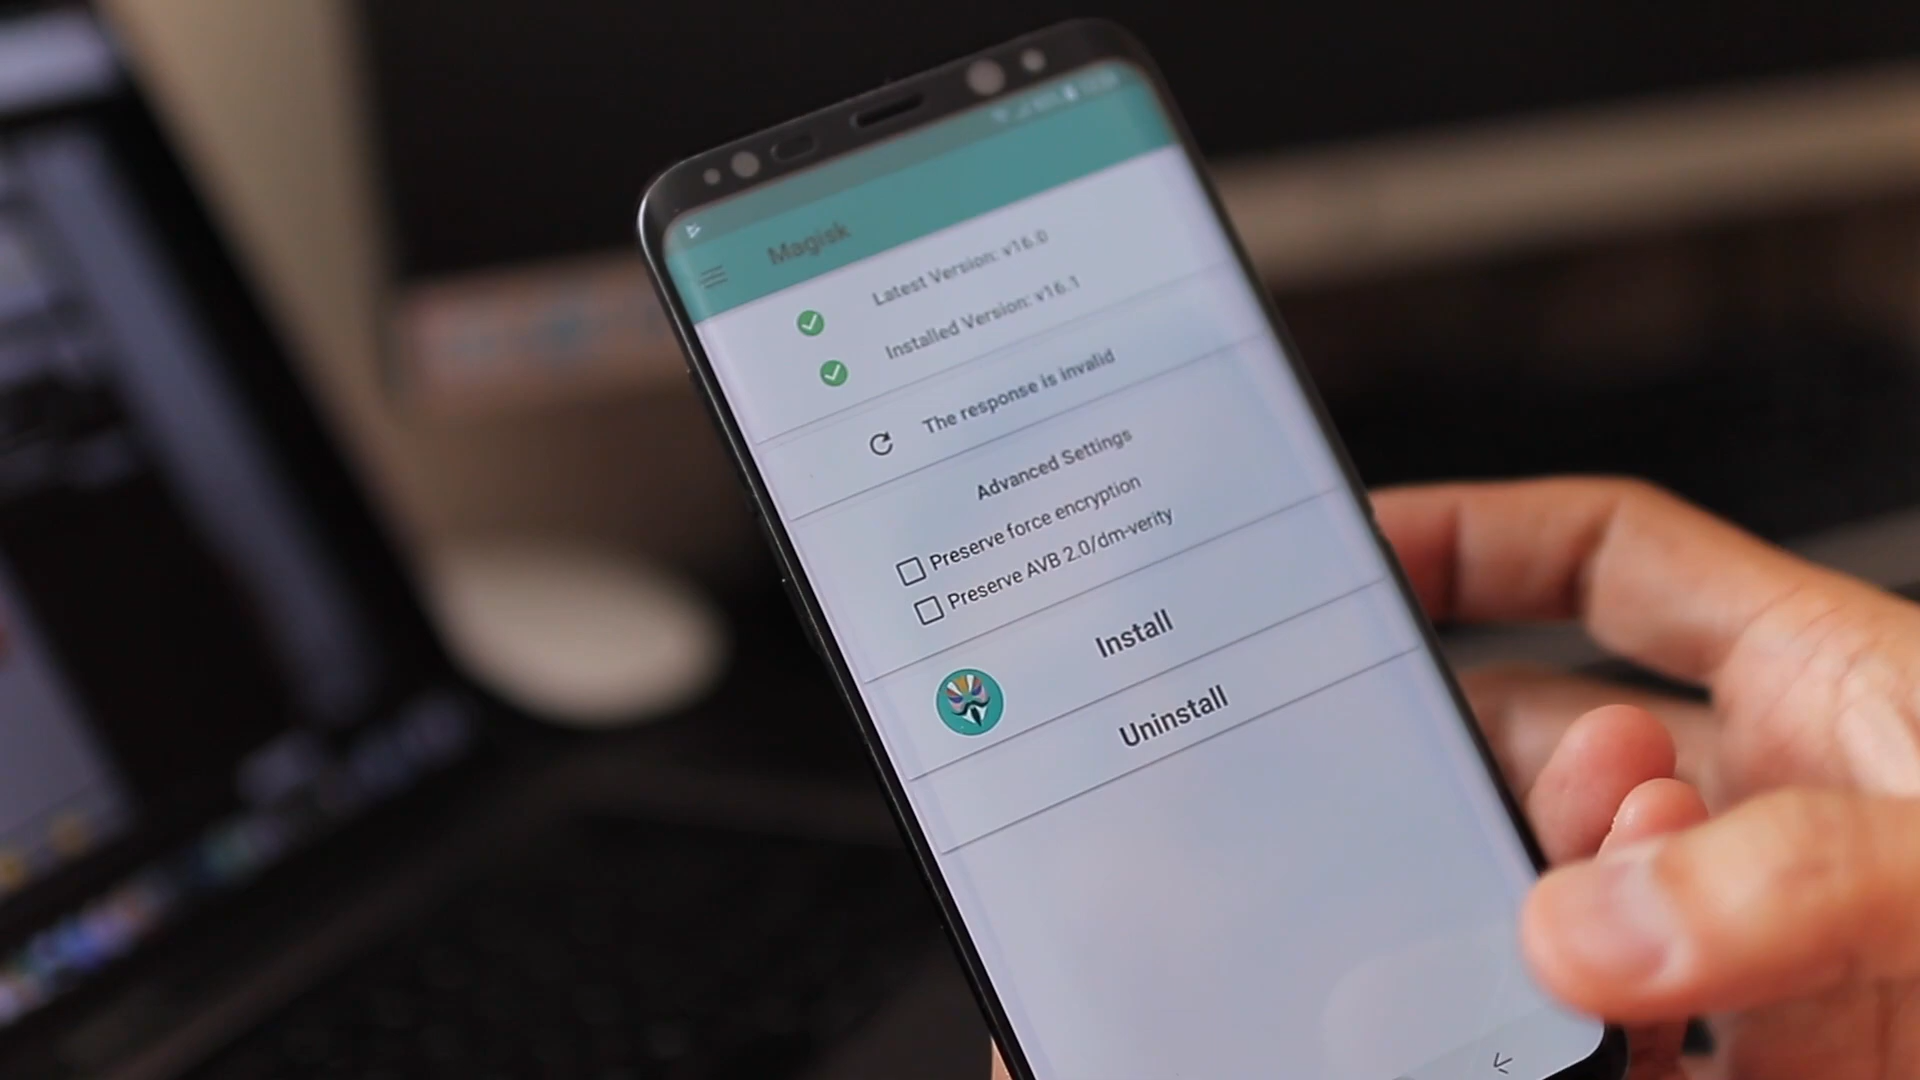 Magisk
Latest Version: v16.0
Installed Version: v16.1
The response is invalid
Advanced Settings
Preserve force encryption
Preserve AVB 2.0/dm-verity
Install
Uninstall